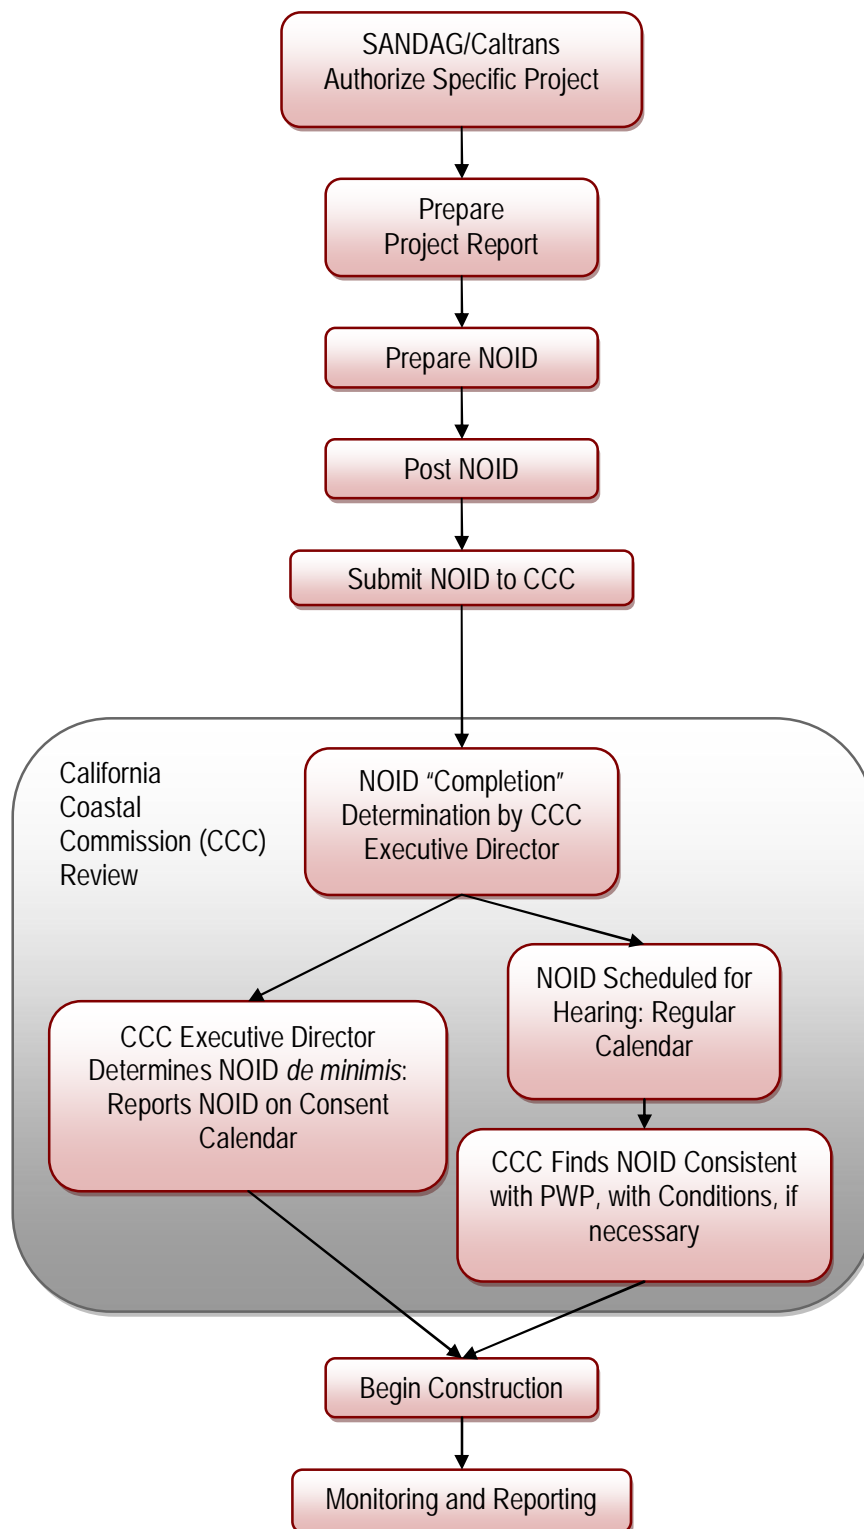 SANDAG/Caltrans
Authorize Specific Project
Prepare
Project Report
Prepare NOID
Post NOID
Submit NOID to CCC
California
Coastal
Commission (CCC)
Review
NOID “Completion”
Determination by CCC
Executive Director
CCC Executive Director
Determines NOID de minimis:
Reports NOID on Consent
Calendar
NOID Scheduled for
Hearing: Regular
Calendar
CCC Finds NOID Consistent
with PWP, with Conditions, if
necessary
Begin Construction
Monitoring and Reporting